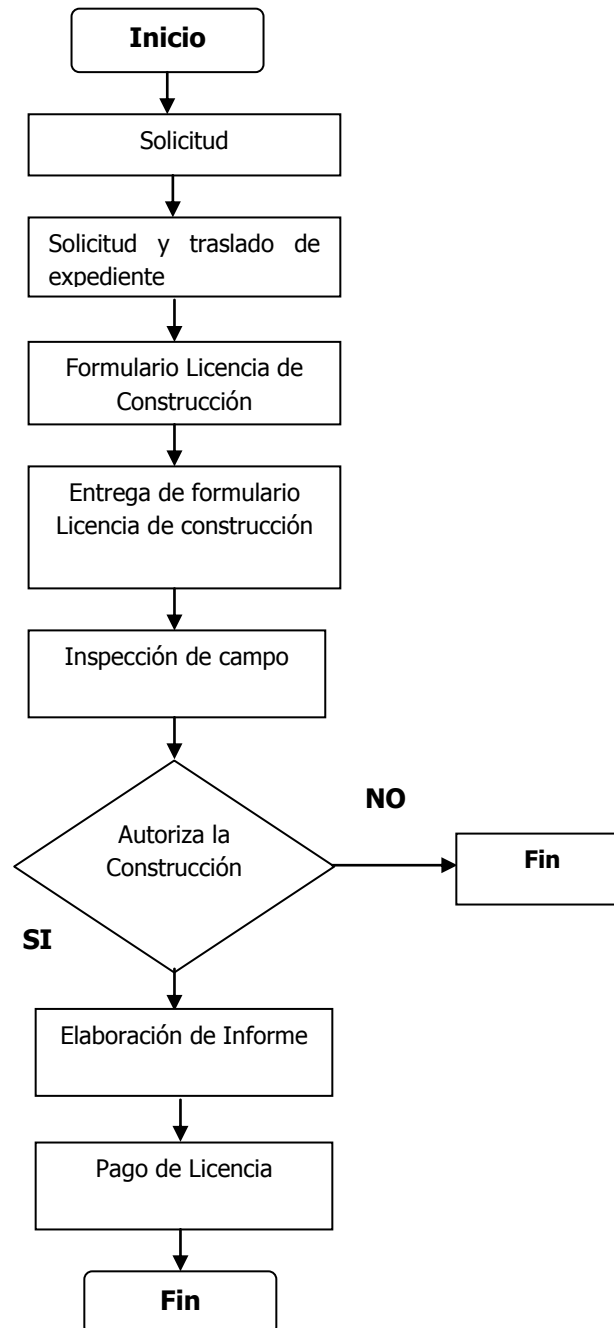 Inicio
Solicitud
Solicitud y traslado de
expediente
Formulario Licencia de
Construcción
Entrega de formulario
Licencia de construcción
Inspección de campo
NO
Autoriza la
Construcción
Fin
SI
Elaboración de Informe
Pago de Licencia
Fin